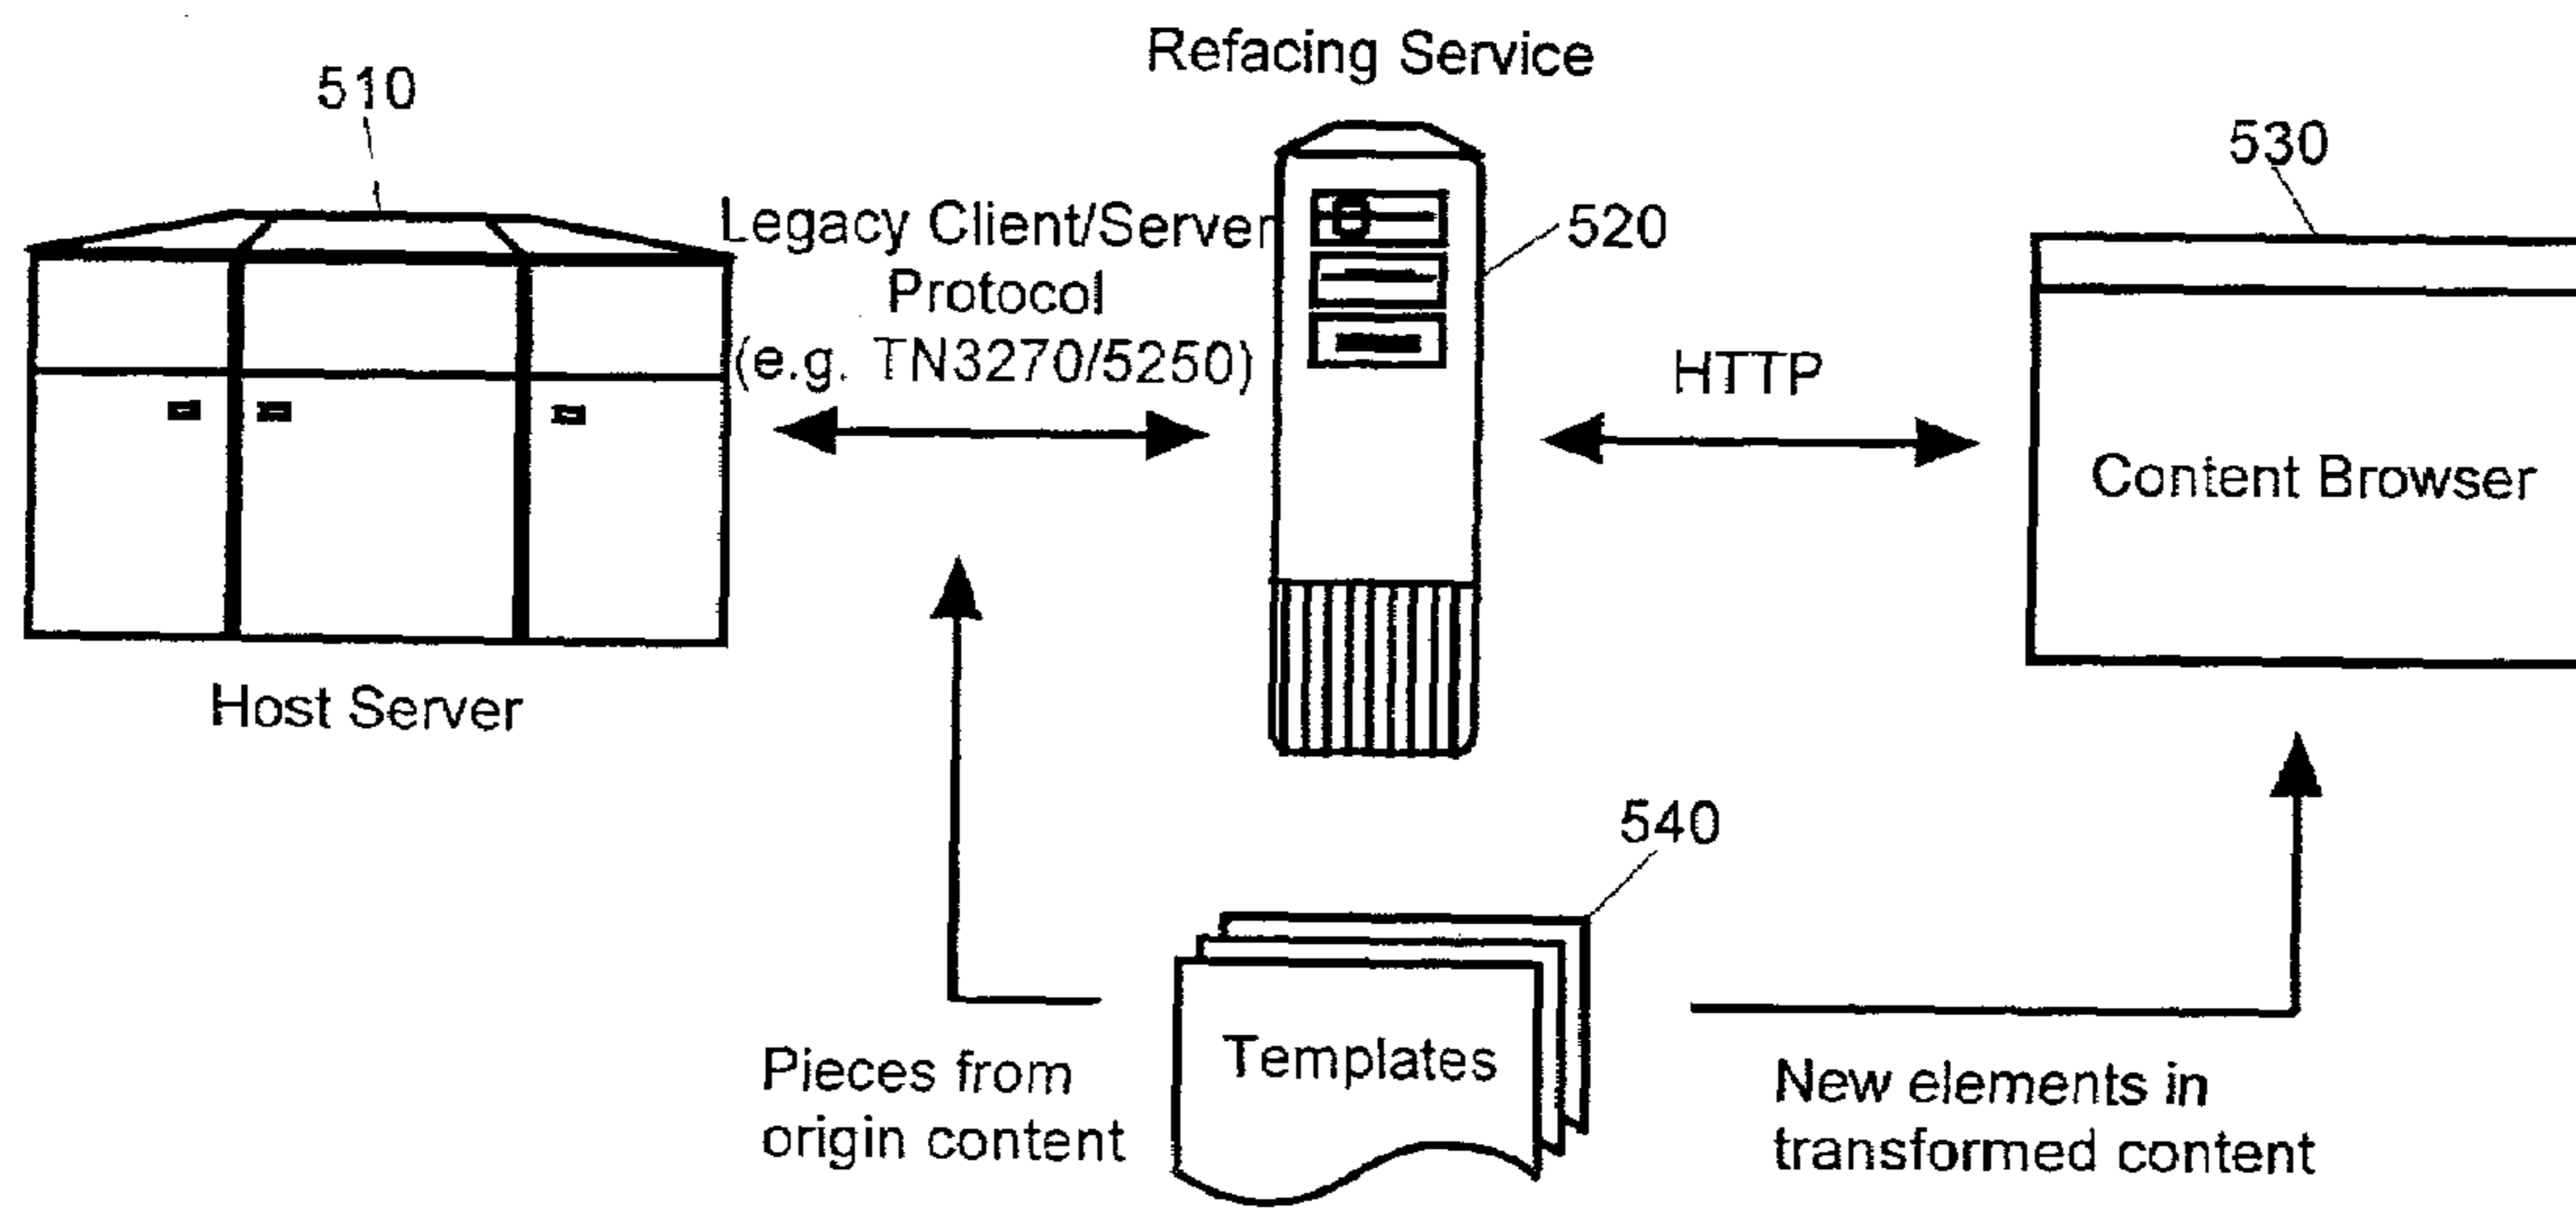 Refacing Service
510
530
Legacy Client/Server
Protocol
(e.g. TN3270/5250)
520
HTTP
Content Browser
Host Server
540
Templates
Pieces from
origin content
New elements in
transformed content